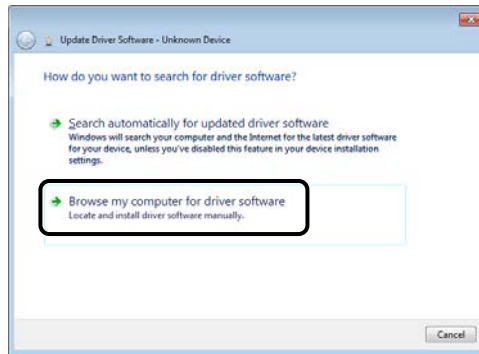 Update Driver Software - Unknown Device
How do you want to search for driver software?
Search automatically for updated driver software
Windows will search your computer and the Internet for the latest driver software
for your device, unless you've disabled this feature in your device installation
settings.
Browse my computer for driver software
Locate and install driver software manually.
Cancel